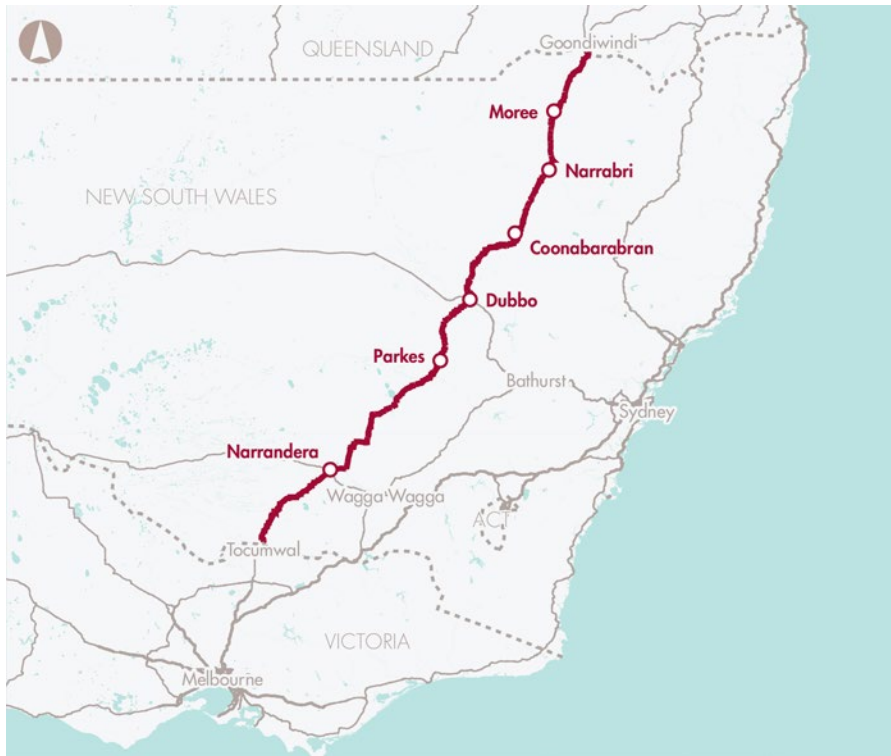 Goondiwindi
QUEENSLAND
Moree
Narrabri
NEW SOUTH WALES
Coonabarabran
Dubbo
Parkes
Bathurst
Sydney
Narrandera
Wagga Wagga
ACT
Tocumwal
VICTORIA
Melbourne